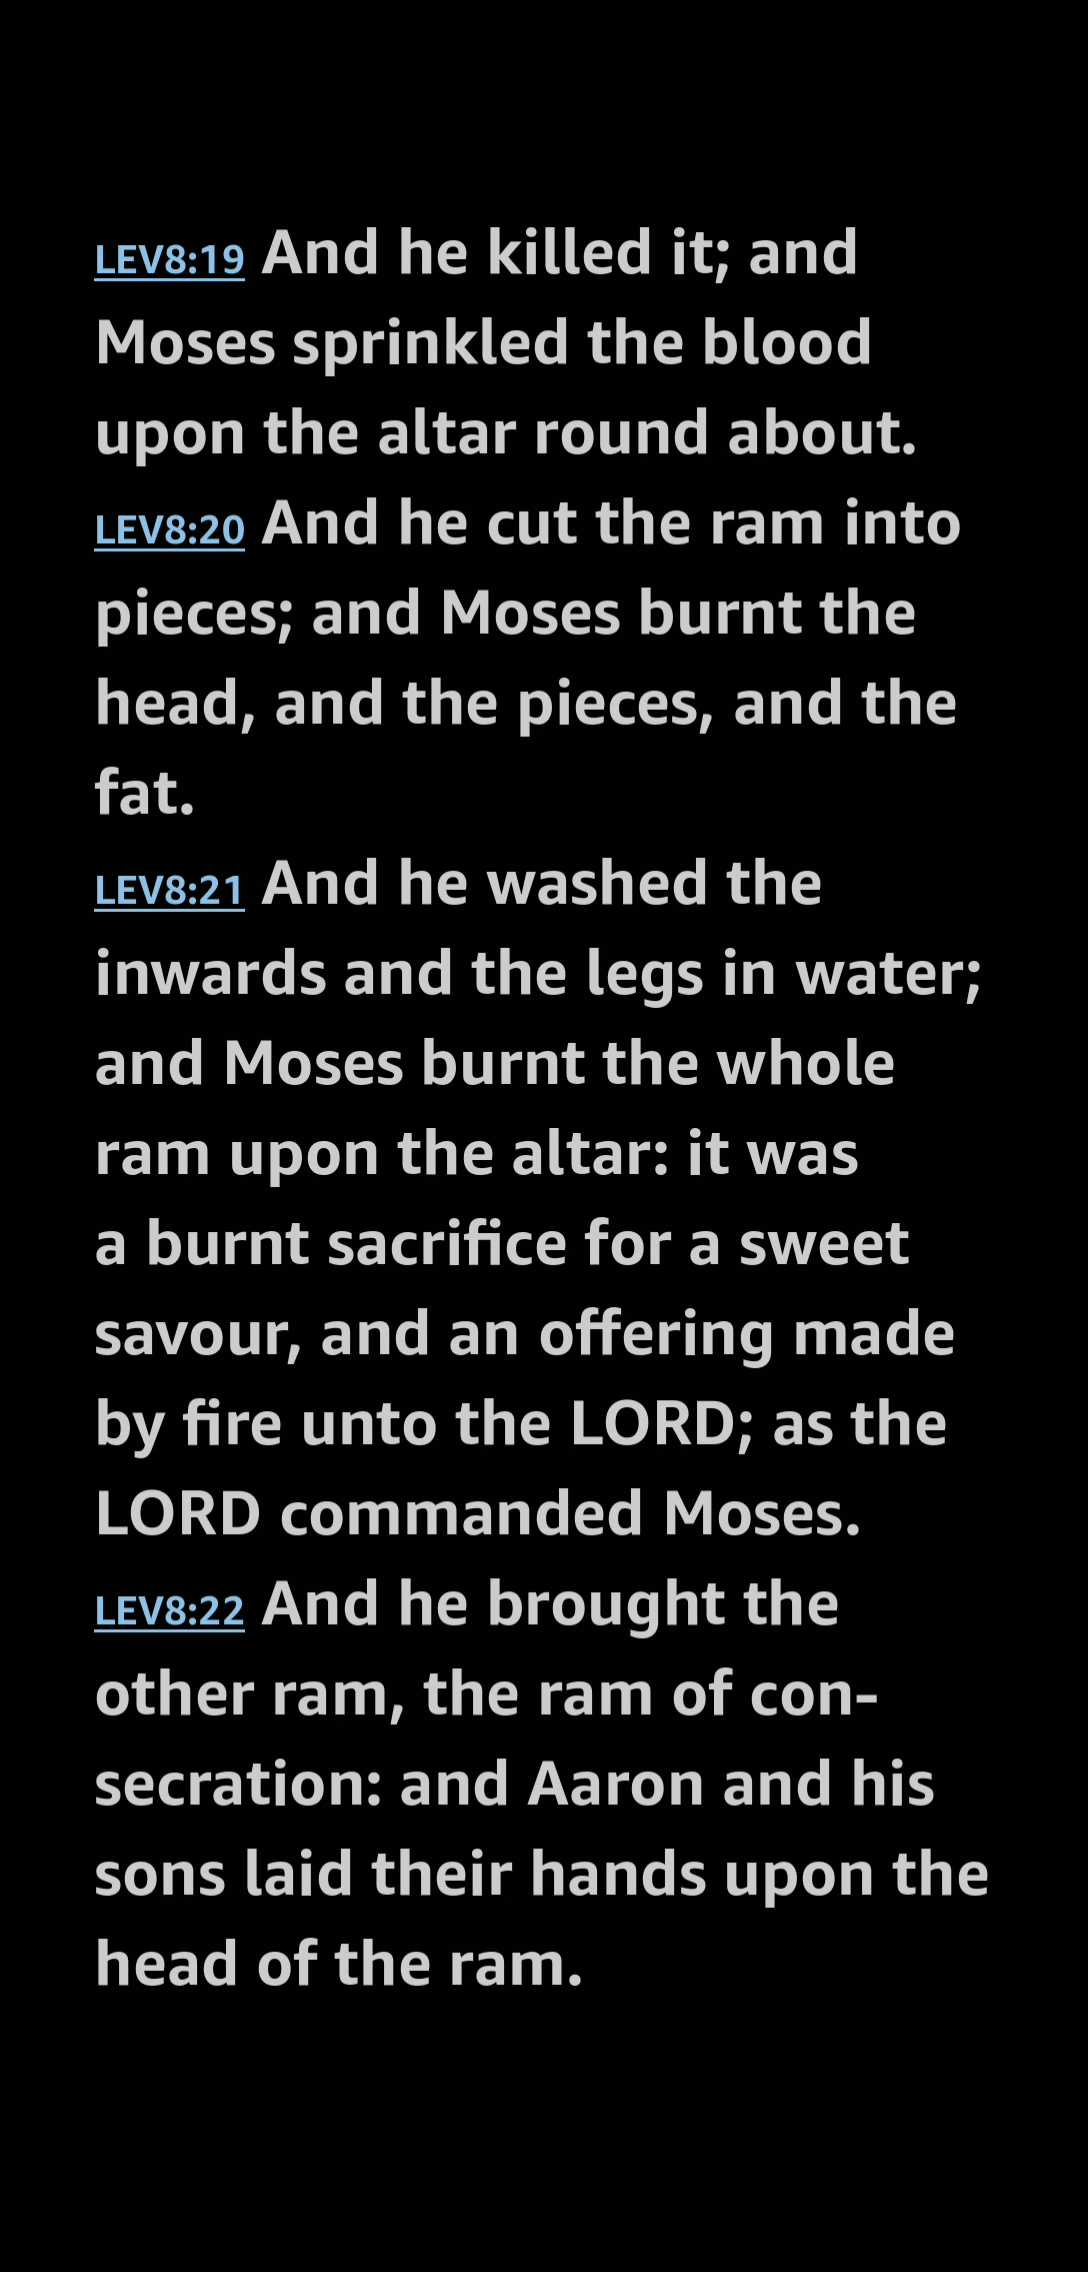 LEV8:19 And he killed it; and
Moses sprinkled the blood
upon the altar round about.
LEV8:20 And he cut the ram into
pieces; and Moses burnt the
head, and the pieces, and the
fat.
LEV8:21 And he washed the
inwards and the legs in water;
and Moses burnt the whole
ram upon the altar: it was
a burnt sacrifice for a sweet
savour, and an offering made
by fire unto the LORD; as the
LORD commanded Moses.
LEV8:22 And he brought the
other ram, the ram of con-
secration: and Aaron and his
sons laid their hands upon the
head of the ram.